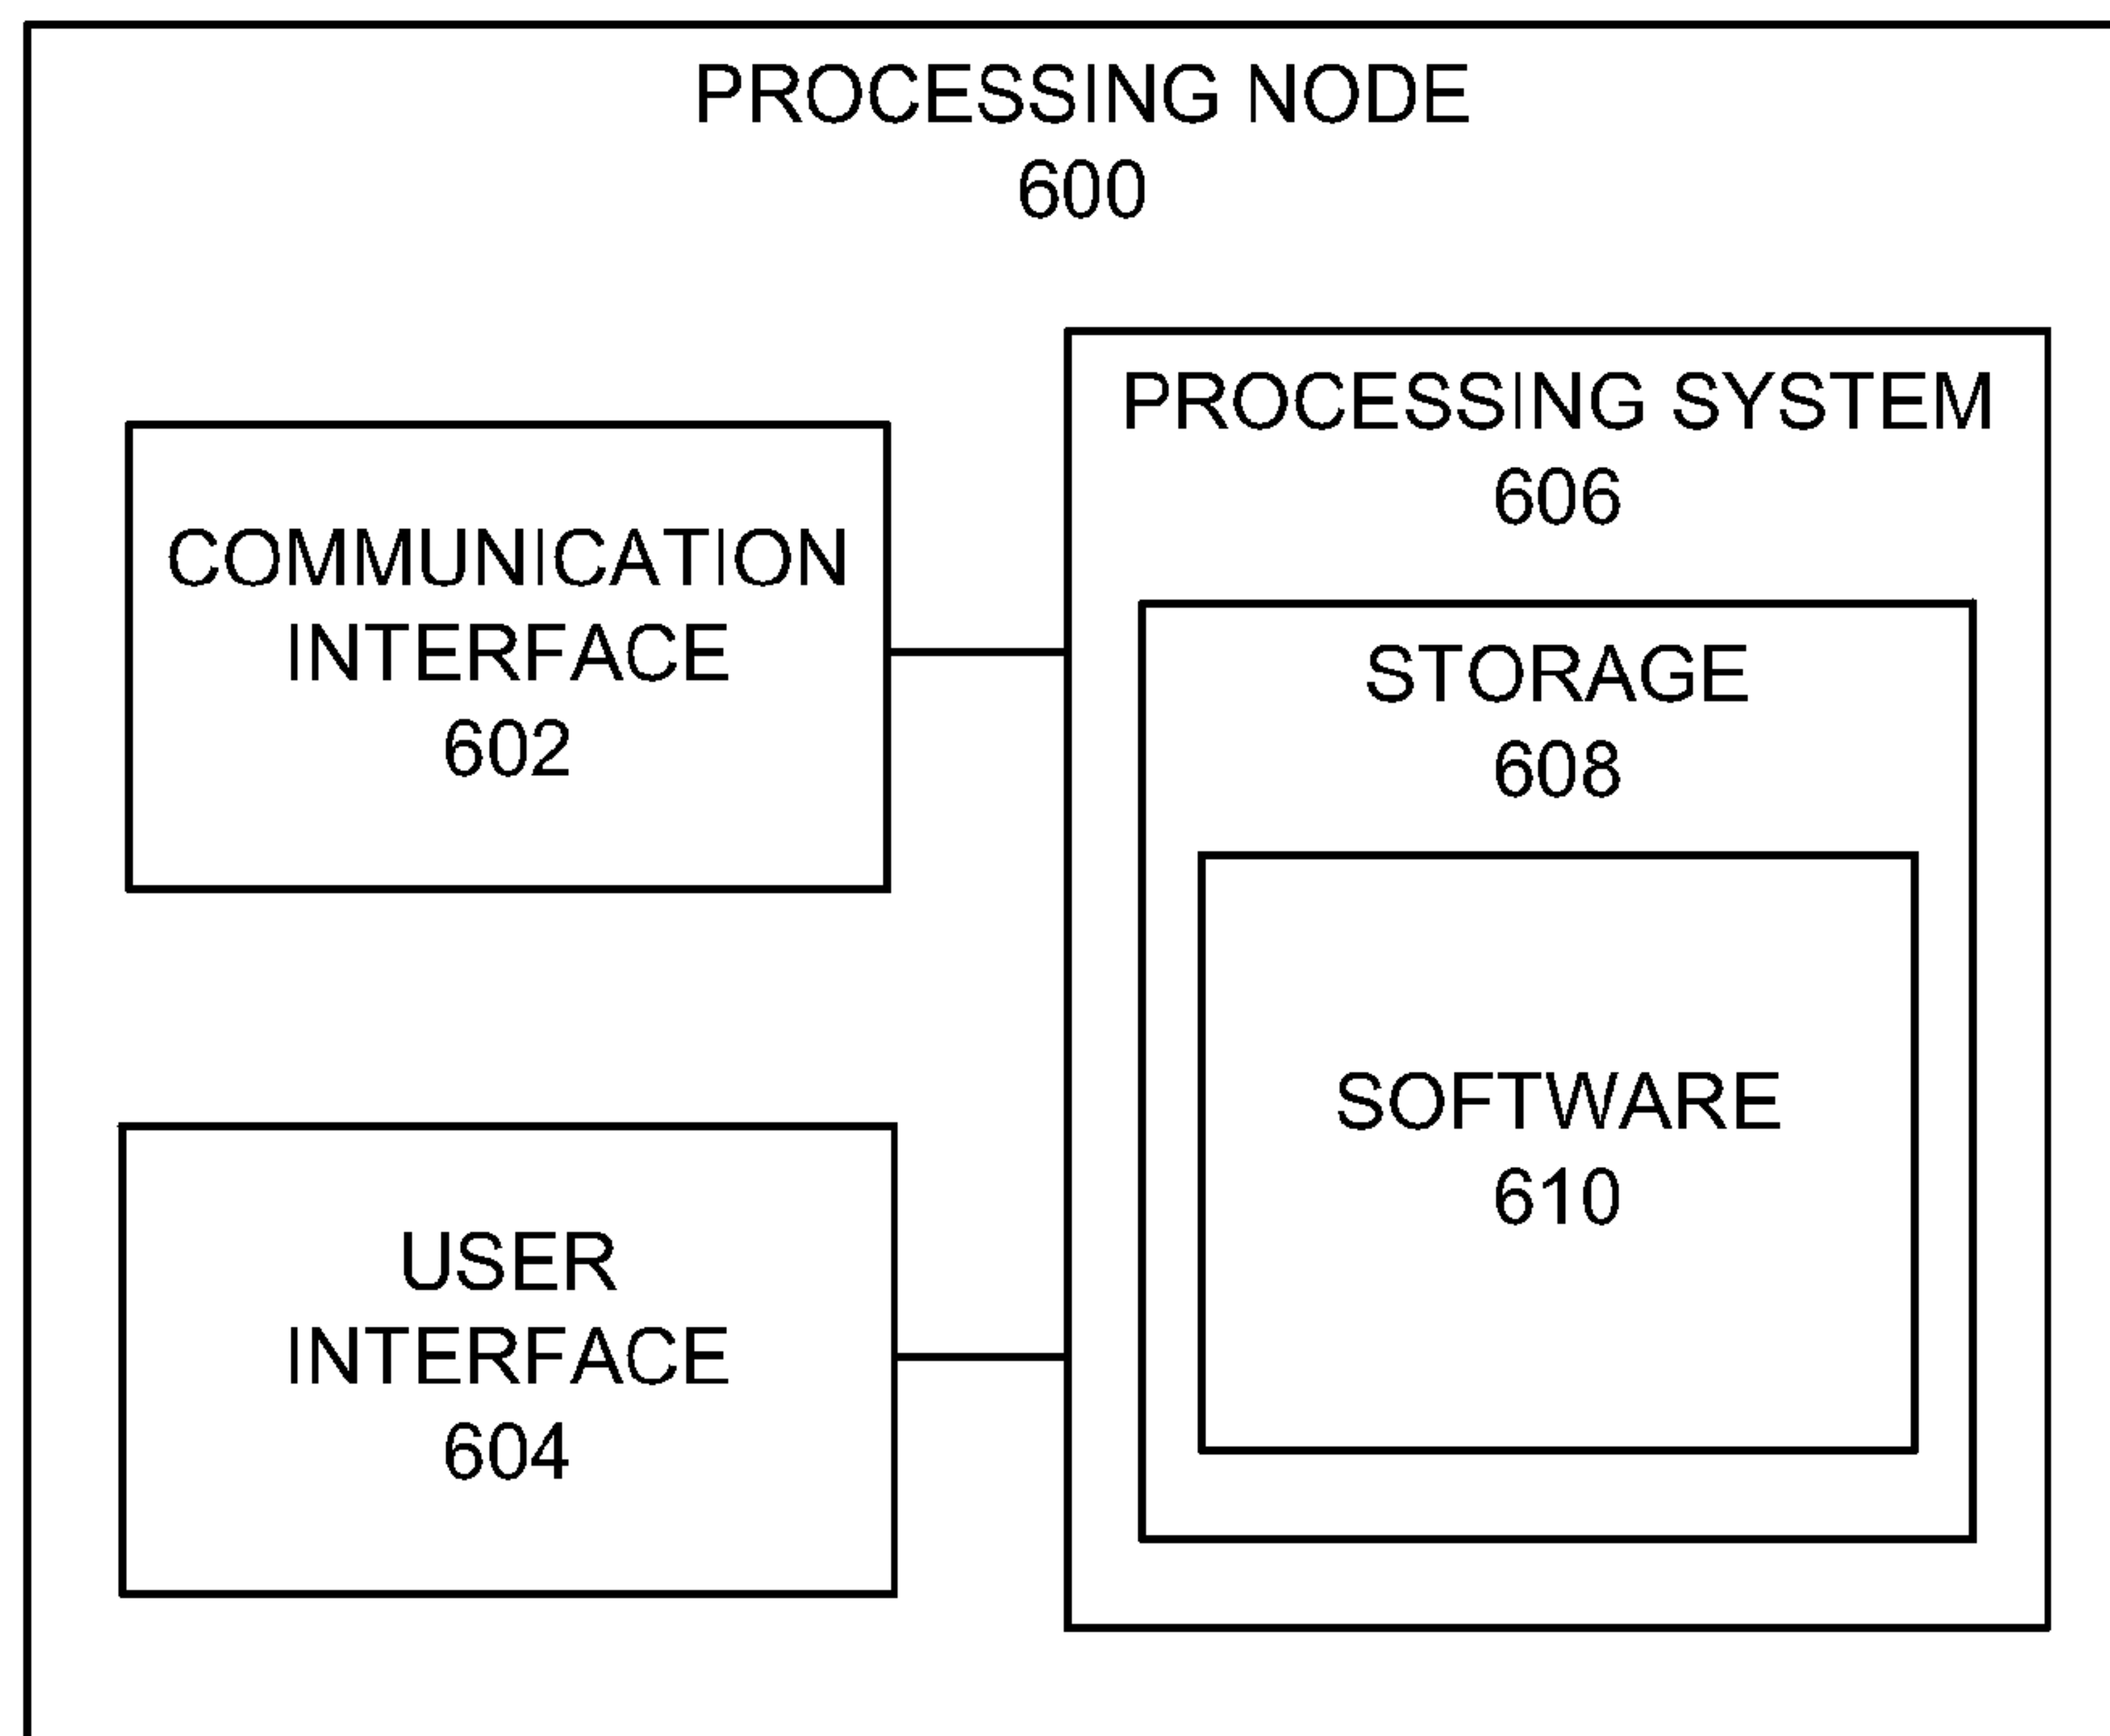 PROCESSING NODE
600
PROCESSING SYSTEM
606
COMMUNICATION
INTERFACE
602
STORAGE
608
SOFTWARE
610
USER
INTERFACE
604